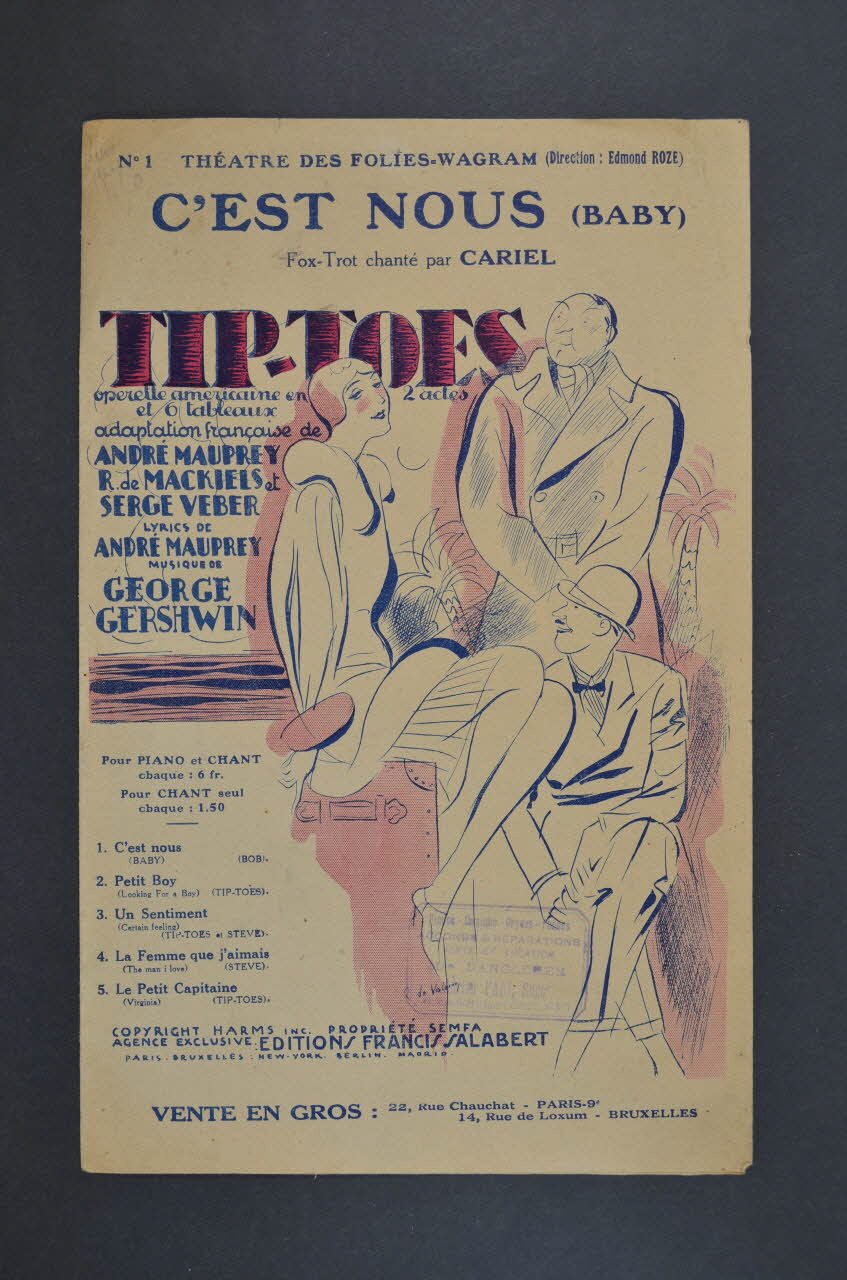 N° 1 THÉATRE DES FOLIES=WAGRAM (Direction : Edmond ROZE)
C'EST NOUS (BABY)
Fox-Trot chanté par CARIEL
TIP-TOES
operette americaine en 2 actes
et 6 tableaux
adaptation française de
ANDRÉ MAUPREY
R. de MACKIELS et
SERGE VEBER
LYRICS DE
ANDRÉ MAUPREY
MUSIQUE DE
GEORGE
GERSHWIN
Pour PIANO et CHANT
chaque : 6 fr.
Pour CHANT seul
chaque : 1.50
1. C'est nous
(BABY) (BOB).
2. Petit Boy
(Looking For a Boy) (TIP-TOES).
3. Un Sentiment
(Certain feeling)
(TIP-TOES et STEVE).
4. La Femme que j'aimais
(The man i love) (STEVE).
5. Le Petit Capitaine
(Virginia) (TIP-TOES).
RÉPARATIONS
COPYRIGHT HARMS INC. PROPRIÉTÉ SEMFA
AGENCE EXCLUSIVE: EDITIONS FRANCIS SALABERT
PARIS. BRUXELLES. NEW-YORK. BERLIN. MADRID.
VENTE EN GROS : 22, Rue Chauchat - PARIS-9e
14, Rue de Loxum - BRUXELLES